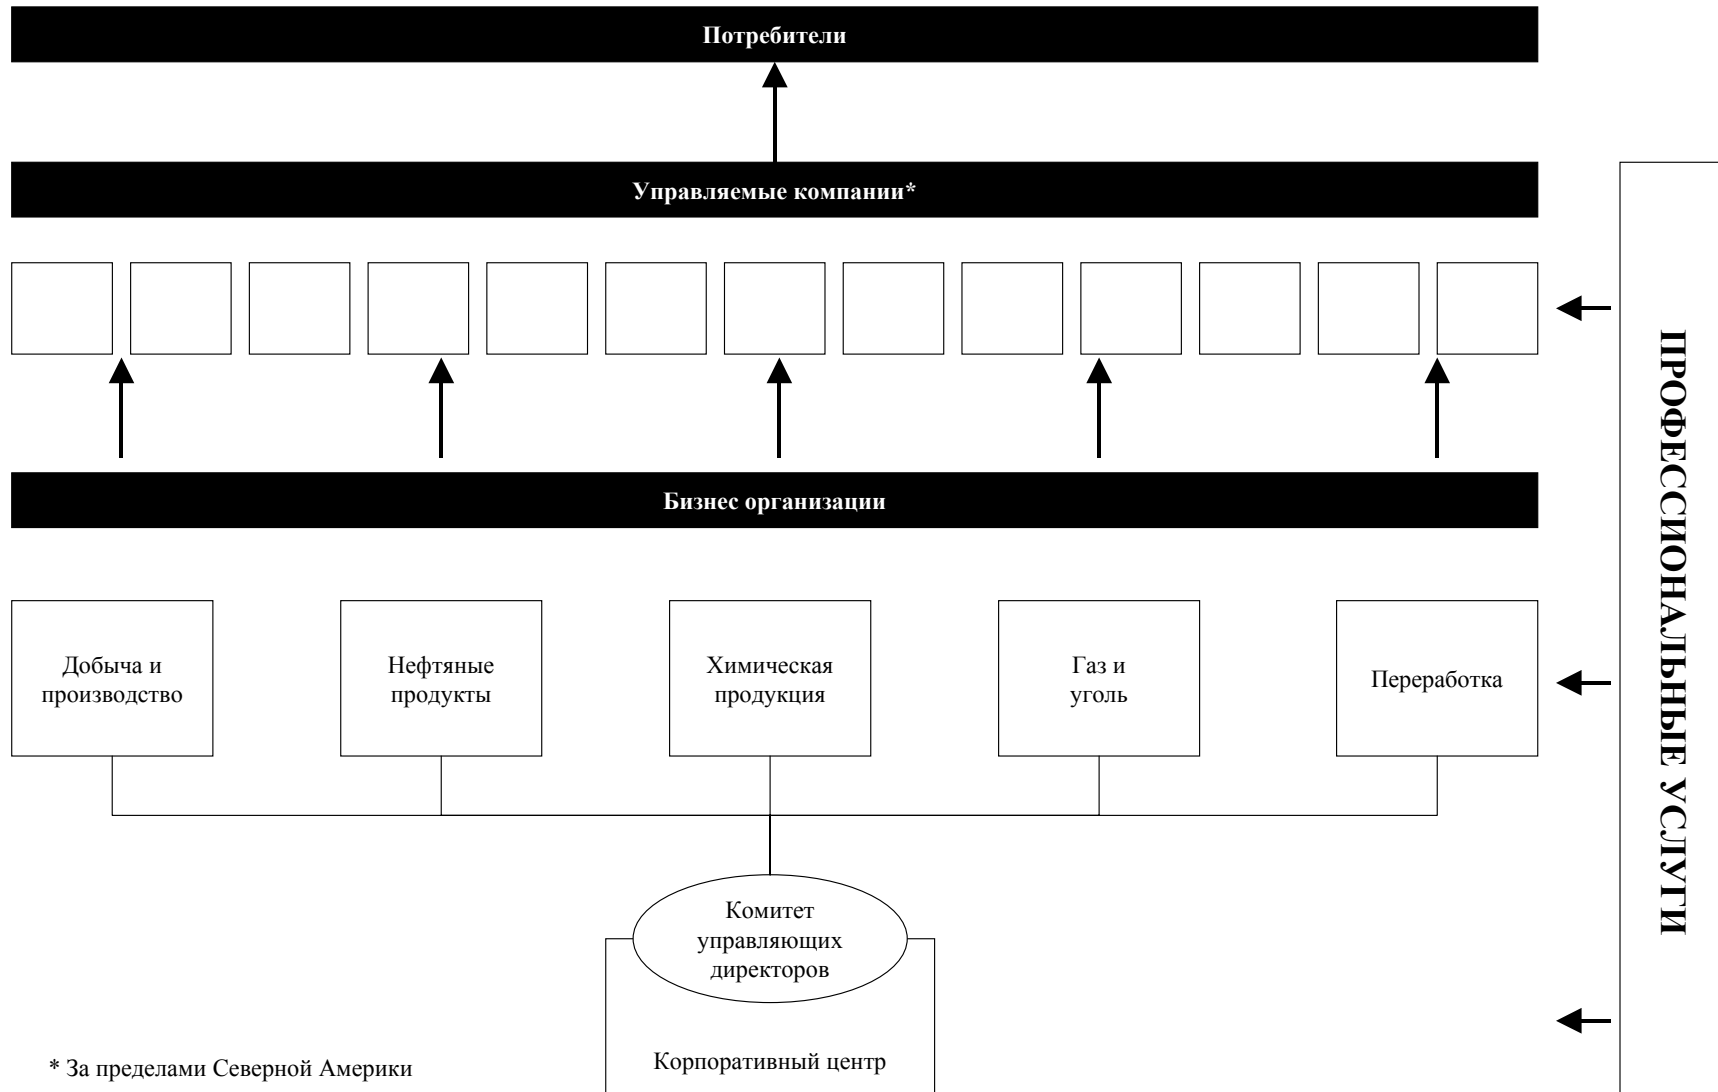 Потребители
Управляемые компании*
Бизнес организации
Добыча и
производство
Нефтяные
продукты
Химическая
продукция
Газ и
уголь
Переработка
Комитет
управляющих
директоров
Корпоративный центр
* За пределами Северной Америки
ПРОФЕССИОНАЛЬНЫЕ УСЛУГИ